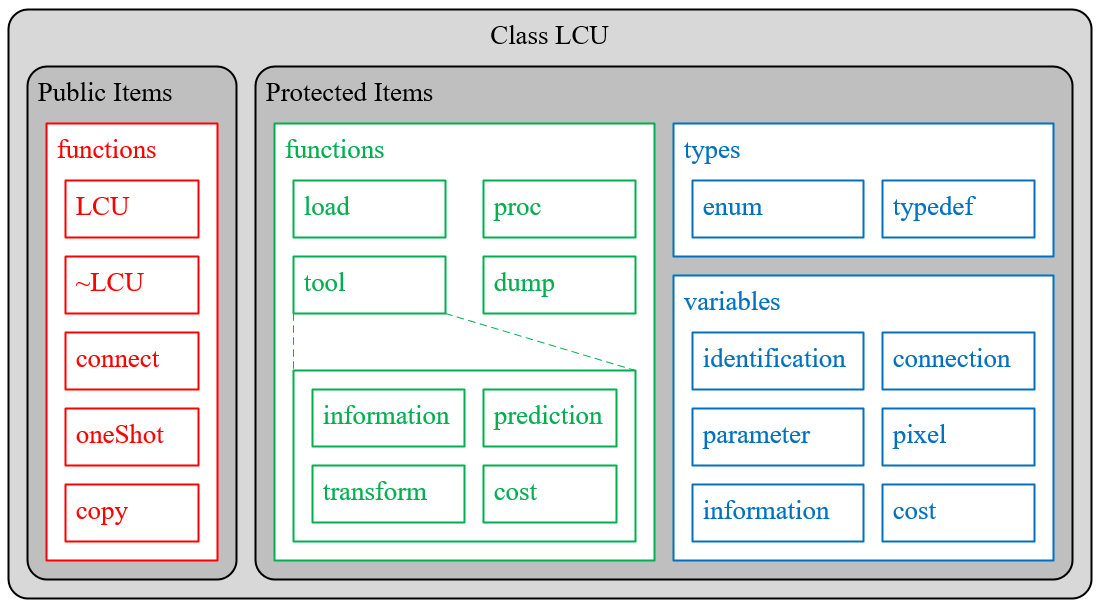 Class LCU
Public Items
functions
LCU
~LCU
connect
oneShot
copy
Protected Items
functions
load
proc
tool
dump
information
prediction
transform
cost
types
enum
typedef
variables
identification
connection
parameter
pixel
information
cost